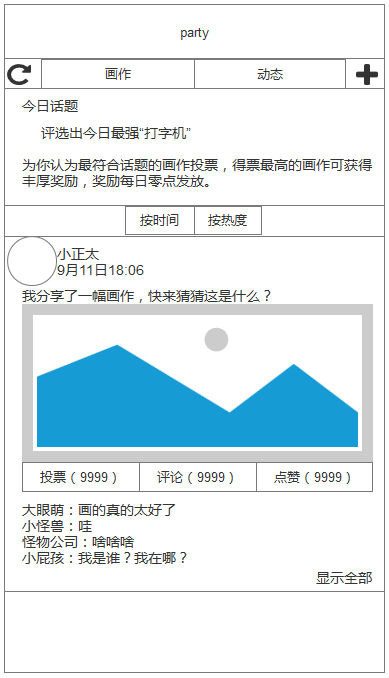 party
画作 动态
今日话题
评选出今日最强“打字机”
为你认为最符合话题的画作投票，得票最高的画作可获得
丰厚奖励，奖励每日零点发放。
按时间 按热度
小正太
9月11日18:06
我分享了一幅画作，快来猜猜这是什么？
投票（9999） 评论（9999） 点赞（9999）
大眼萌：画的真的太好了
小怪兽：哇
怪物公司：啥啥啥
小屁孩：我是谁？我在哪？
显示全部